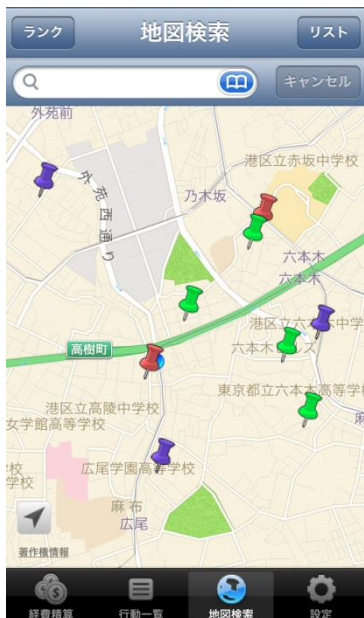 ランク
地図検索
リスト
キャンセル
外苑前
港区立赤坂中学校
外苑西通り
乃木坂
六本木
六本木
港区立六本木中学
六本木ヒルズ
高樹町
東京都立六本木高等学校
港区立高陵中学校
女学館高等学校
広尾学園高等学校
校
学校
麻布
広尾
著作権情報
経費精算
行動一覧
地図検索
設定